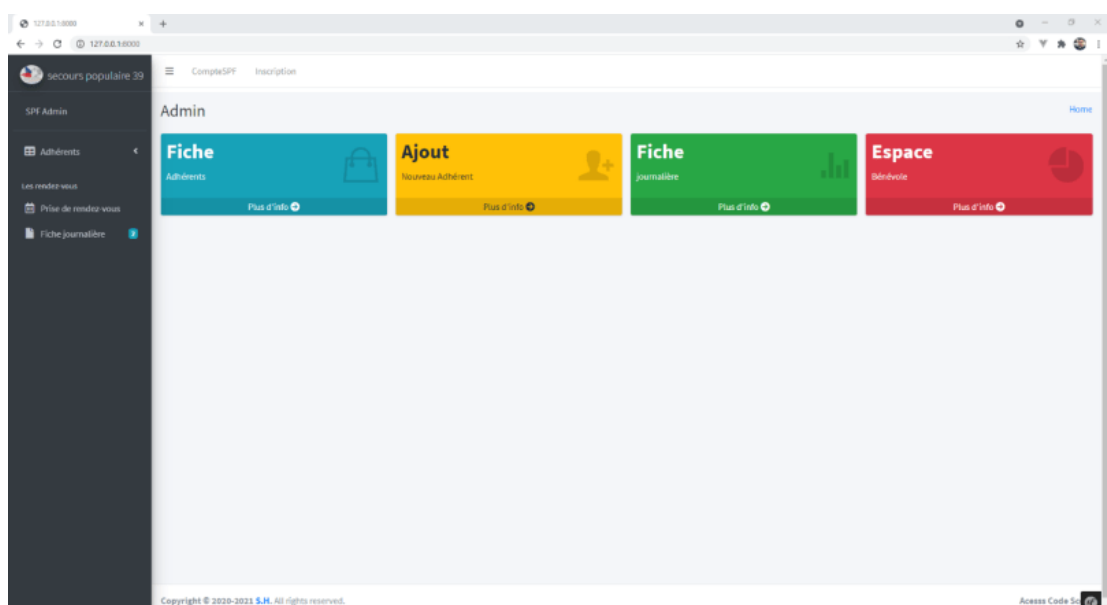 127.0.0.1:8000
127.0.0.1:8000
secours populaire 39
CompteSPF Inscription
SPF Admin
Admin
Home
Adhérents
Les rendez-vous
Prise de rendez-vous
Fiche journalière 2
Fiche
Adhérents
Plus d'info
Ajout
Nouveau Adhérent
Plus d'info
Fiche
journalière
Plus d'info
Espace
Bénévole
Plus d'info
Copyright © 2020-2021 S.H. All rights reserved.
Acesss Code